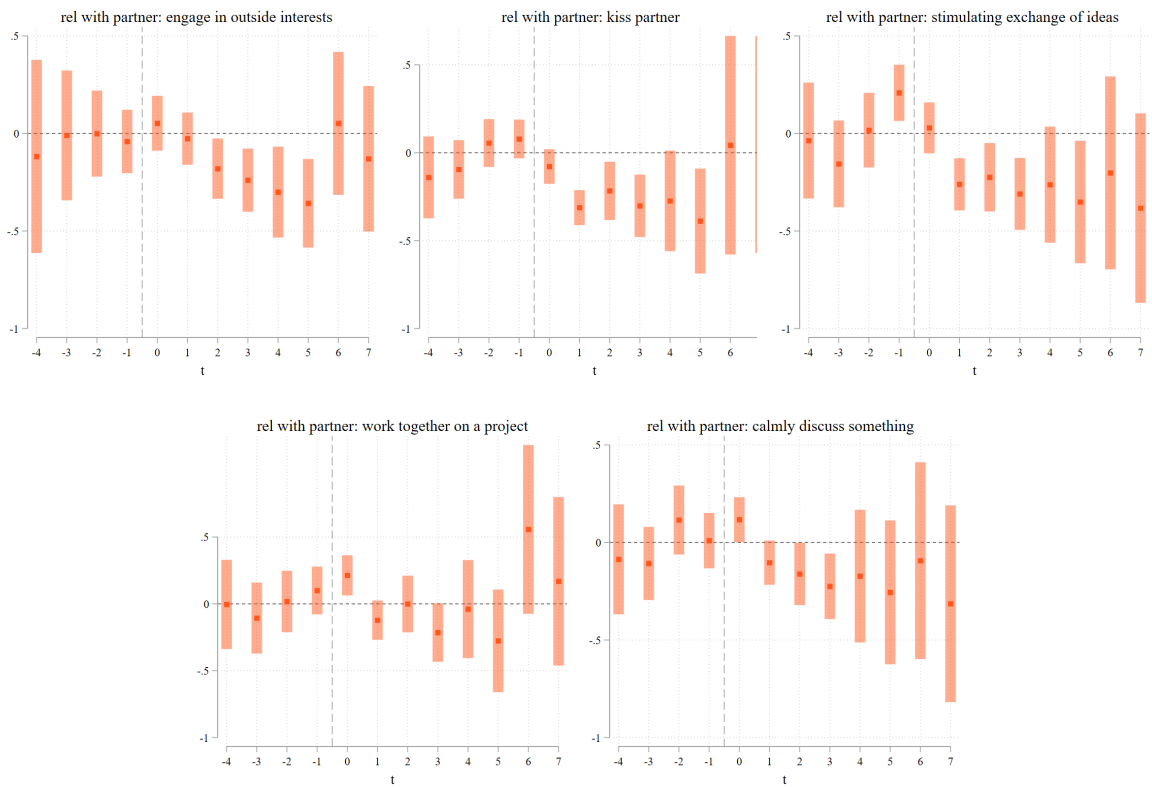 rel with partner: engage in outside interests
.5
0
-.5
-1
-4 -3 -2 -1 0 1 2 3 4 5 6 7
t
rel with partner: kiss partner
.5
0
-.5
-1
-4 -3 -2 -1 0 1 2 3 4 5 6
t
rel with partner: stimulating exchange of ideas
.5
0
-.5
-1
-4 -3 -2 -1 0 1 2 3 4 5 6 7
t
rel with partner: work together on a project
.5
0
-.5
-1
-4 -3 -2 -1 0 1 2 3 4 5 6 7
t
rel with partner: calmly discuss something
.5
0
-.5
-1
-4 -3 -2 -1 0 1 2 3 4 5 6 7
t